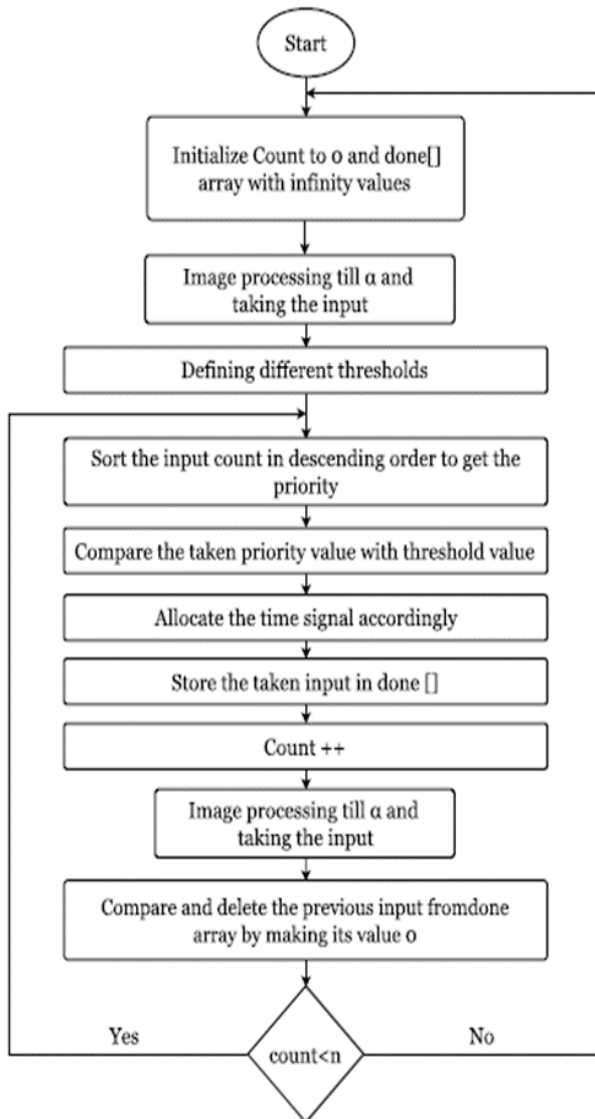 Start
Initialize Count to 0 and done[]
array with infinity values
Image processing till α and
taking the input
Defining different thresholds
Sort the input count in descending order to get the
priority
Compare the taken priority value with threshold value
Allocate the time signal accordingly
Store the taken input in done []
Count ++
Image processing till α and
taking the input
Compare and delete the previous input fromdone
array by making its value 0
Yes
No
count<n